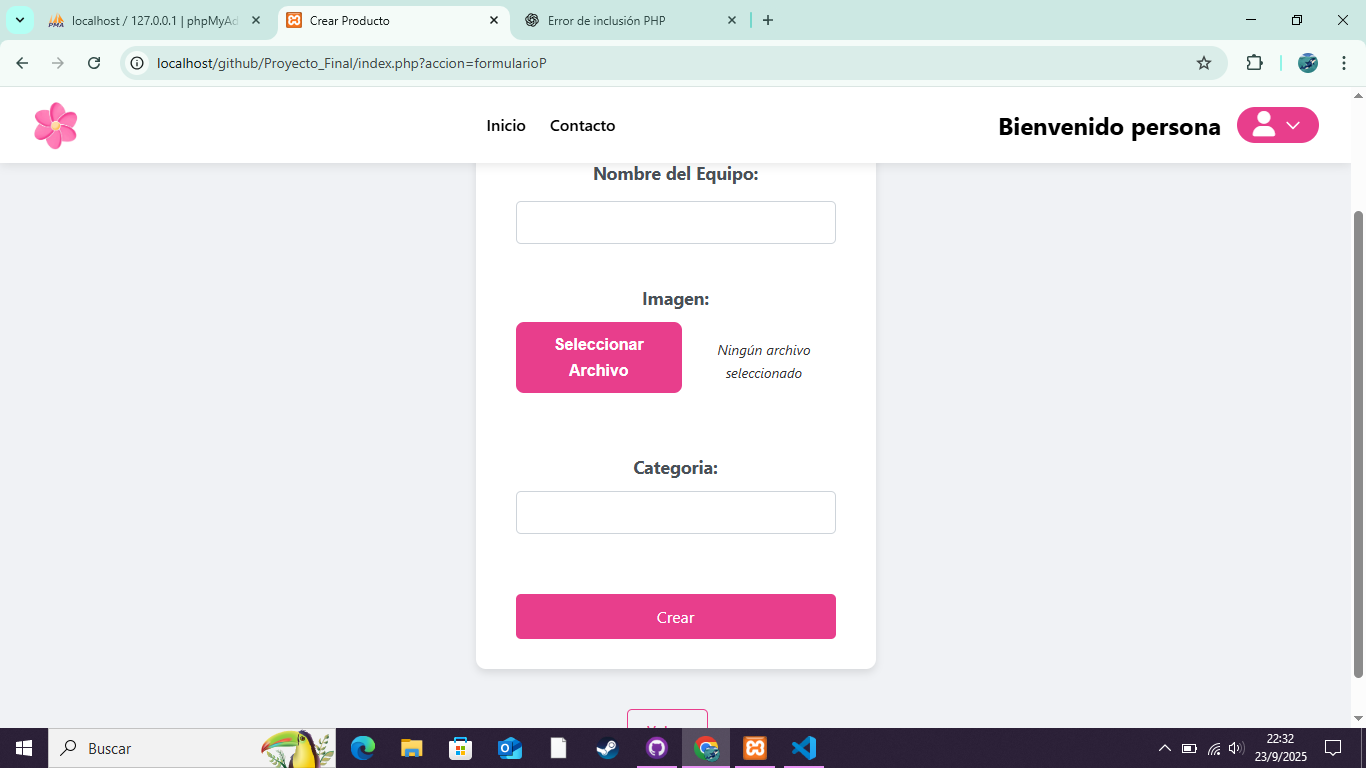 localhost / 127.0.0.1 | phpMyAd
Crear Producto
Error de inclusión PHP
localhost/github/Proyecto_Final/index.php?accion=formularioP
Inicio
Contacto
Bienvenido persona
Nombre del Equipo:
Imagen:
Seleccionar
Archivo
Ningún archivo
seleccionado
Categoria:
Crear
Buscar
22:32
23/9/2025